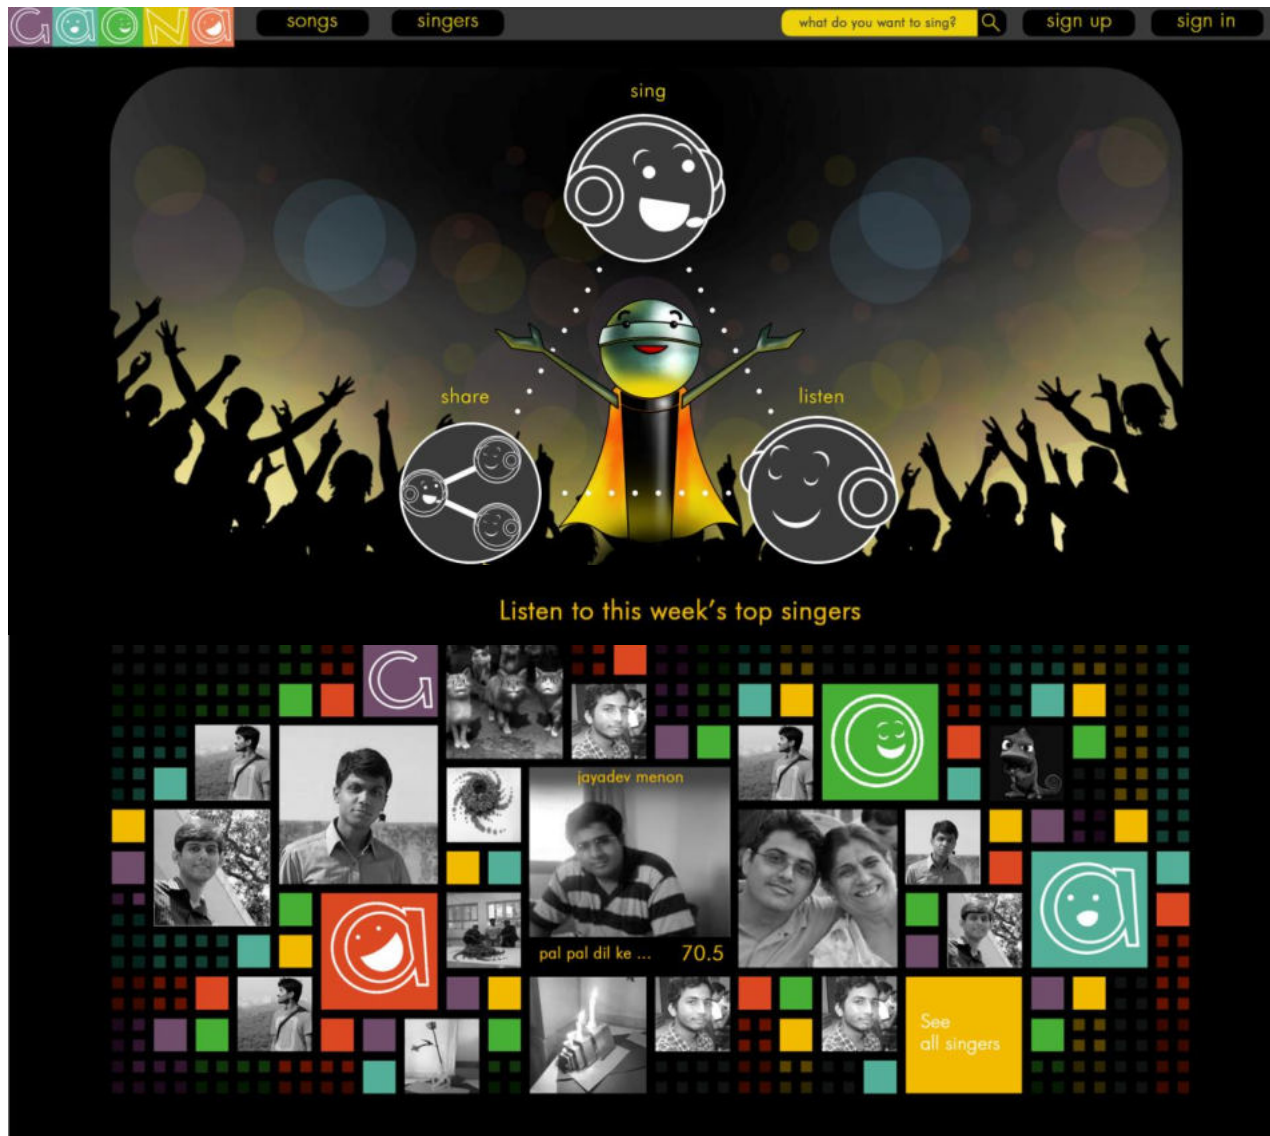 GaoNa
songs
singers
what do you want to sing?
sign up
sign in
sing
share
listen
Listen to this week's top singers
G
jayadev menon
a
a
pal pal dil ke ...
70.5
See
all singers